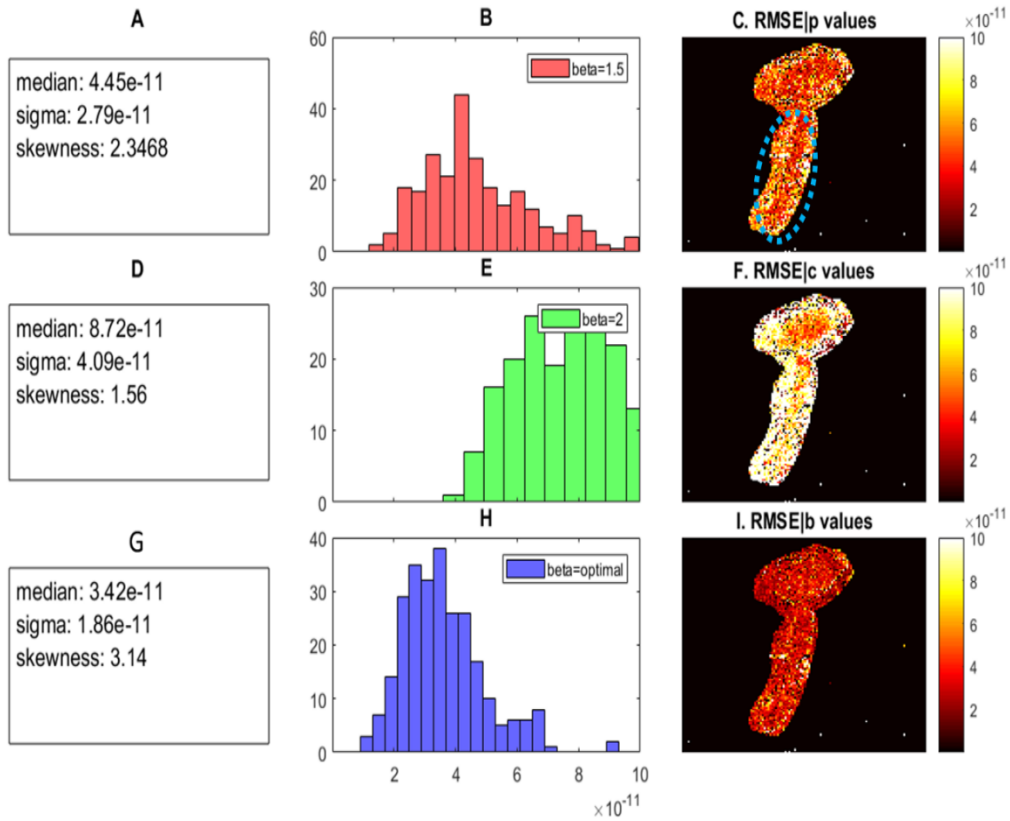 A
median: 4.45e-11
sigma: 2.79e-11
skewness: 2.3468
B
beta=1.5
60
40
20
0
C. RMSE|p values
×10-11
10
8
6
4
2
D
median: 8.72e-11
sigma: 4.09e-11
skewness: 1.56
E
beta=2
30
20
10
0
F. RMSE|c values
×10-11
10
8
6
4
2
G
median: 3.42e-11
sigma: 1.86e-11
skewness: 3.14
H
beta=optimal
40
30
20
10
0
2 4 6 8 10
×10-11
I. RMSE|b values
×10-11
10
8
6
4
2